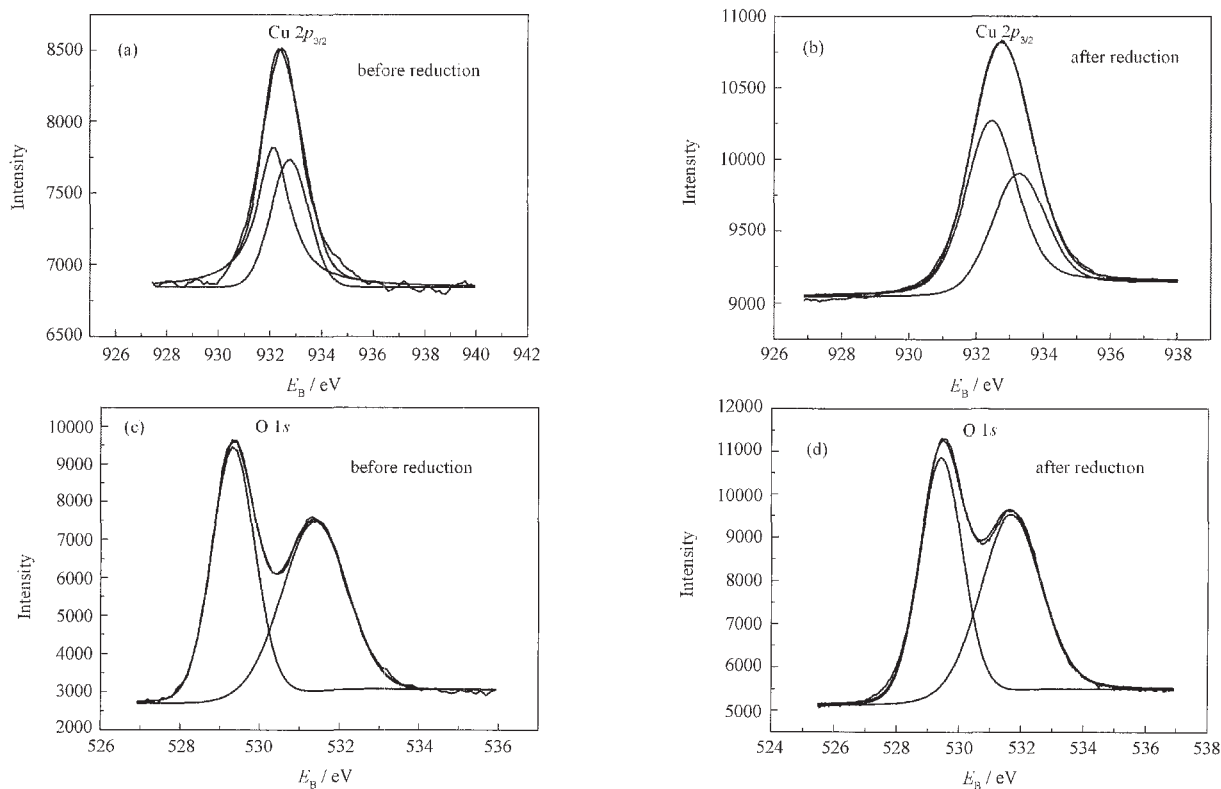 (a)
Cu 2p3/2
before reduction
8500
8000
7500
7000
6500
Intensity
926 928 930 932 934 936 938 940 942
EB / eV
(b)
Cu 2p3/2
after reduction
11000
10500
10000
9500
9000
Intensity
926 928 930 932 934 936 938
EB / eV
(c)
O 1s
before reduction
10000
9000
8000
7000
6000
5000
4000
3000
2000
Intensity
526 528 530 532 534 536
EB / eV
(d)
O 1s
after reduction
12000
11000
10000
9000
8000
7000
6000
5000
Intensity
524 526 528 530 532 534 536 538
EB / eV